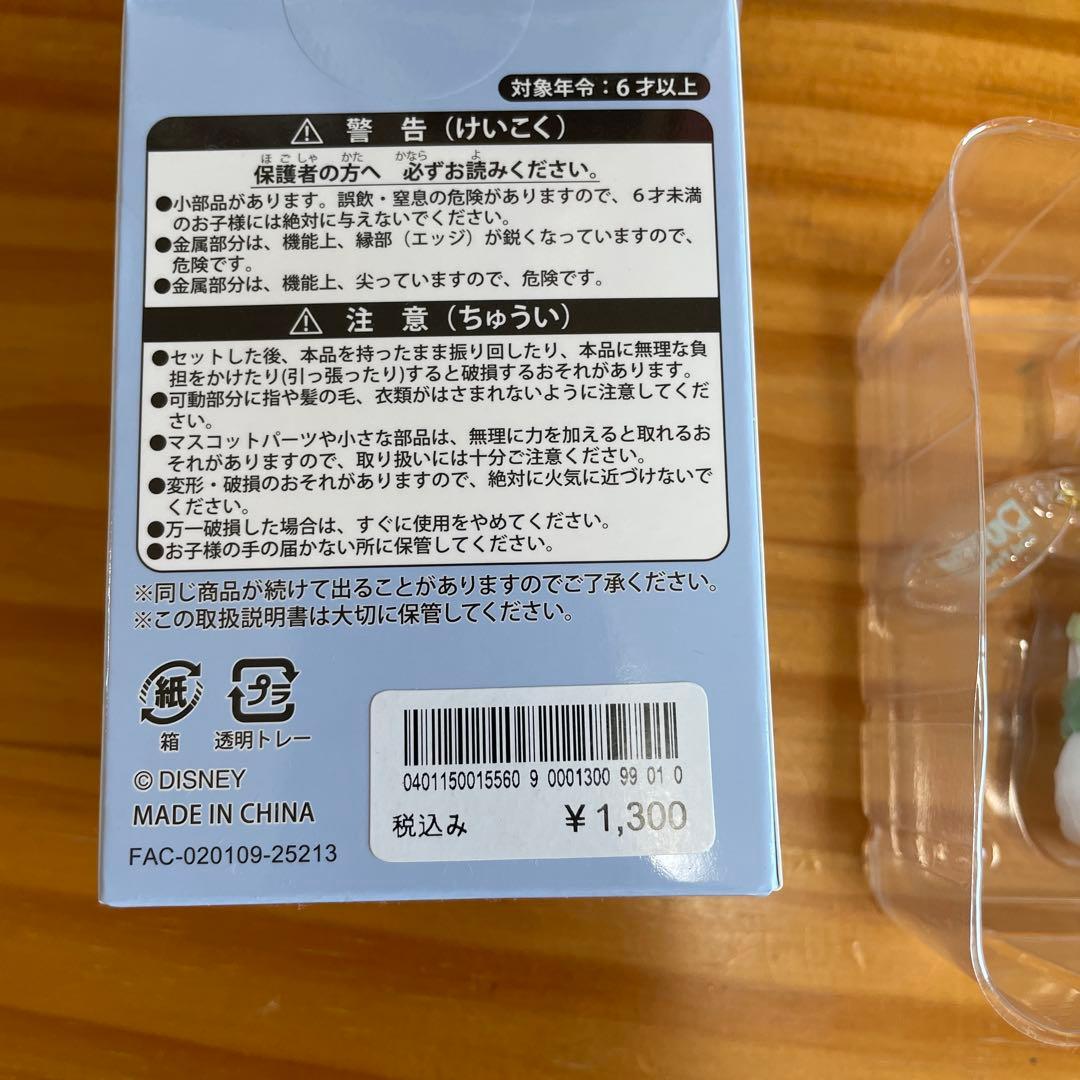 対象年令：6才以上
警 告（けいこく）
ほごしゃ かた かなら よ
保護者の方へ 必ずお読みください。
●小部品があります。誤飲・窒息の危険がありますので、６才未満
のお子様には絶対に与えないでください。
●金属部分は、機能上、縁部（エッジ）が鋭くなっていますので、
危険です。
●金属部分は、機能上、尖っていますので、危険です。
注 意（ちゅうい）
●セットした後、本品を持ったまま振り回したり、本品に無理な負
担をかけたり(引っ張ったり)すると破損するおそれがあります。
●可動部分に指や髪の毛、衣類がはさまれないように注意してくだ
さい。
●マスコットパーツや小さな部品は、無理に力を加えると取れるお
それがありますので、取り扱いには十分ご注意ください。
●変形・破損のおそれがありますので、絶対に火気に近づけないで
ください。
●万一破損した場合は、すぐに使用をやめてください。
●お子様の手の届かない所に保管してください。
※同じ商品が続けて出ることがありますのでご了承ください。
※この取扱説明書は大切に保管してください。
紙 プラ
箱 透明トレー
© DISNEY
MADE IN CHINA
FAC-020109-25213
0401150015560 9 0001300 99 01 0
税込み ￥1,300